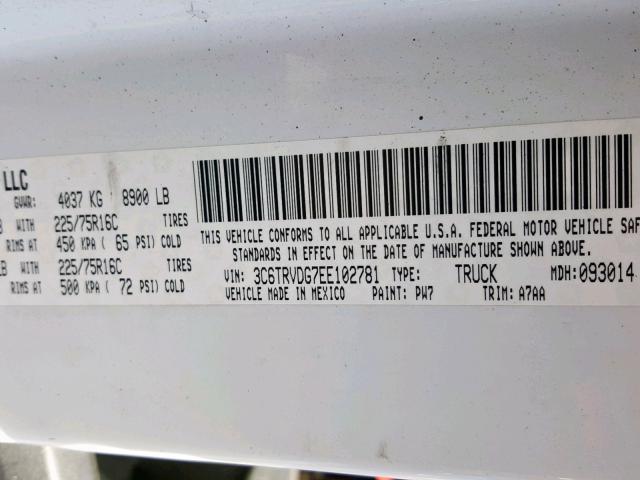 LLC
GVWR: 4037 KG 8900 LB
B WITH 225/75R16C TIRES
RIMS AT 450 KPA ( 65 PSI) COLD
LB WITH 225/75R16C TIRES
RIMS AT 500 KPA ( 72 PSI) COLD
THIS VEHICLE CONFORMS TO ALL APPLICABLE U.S.A. FEDERAL MOTOR VEHICLE SAF
STANDARDS IN EFFECT ON THE DATE OF MANUFACTURE SHOWN ABOVE.
VIN: 3C6TRVDG7EE102781 TYPE: TRUCK MDH: 093014
VEHICLE MADE IN MEXICO PAINT: PW7 TRIM: A7AA